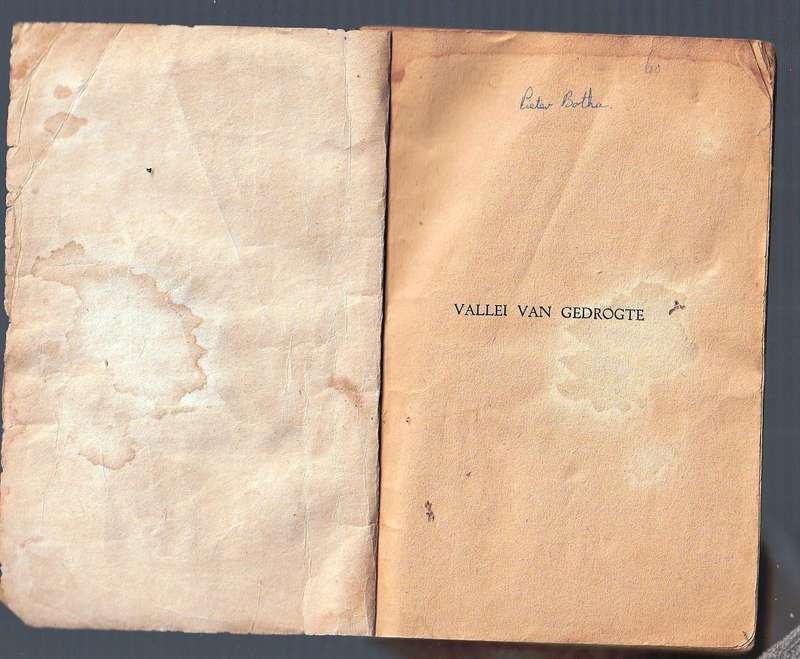 Pieter Botha.
VALLEI VAN GEDROGTE